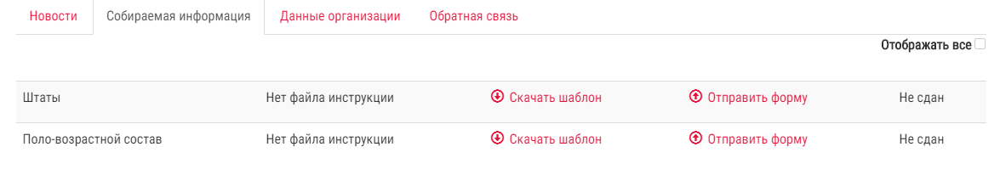 Новости Собираемая информация Данные организации Обратная связь
Отображать все
Штаты Нет файла инструкции Скачать шаблон Отправить форму Не сдан
Поло-возрастной состав Нет файла инструкции Скачать шаблон Отправить форму Не сдан